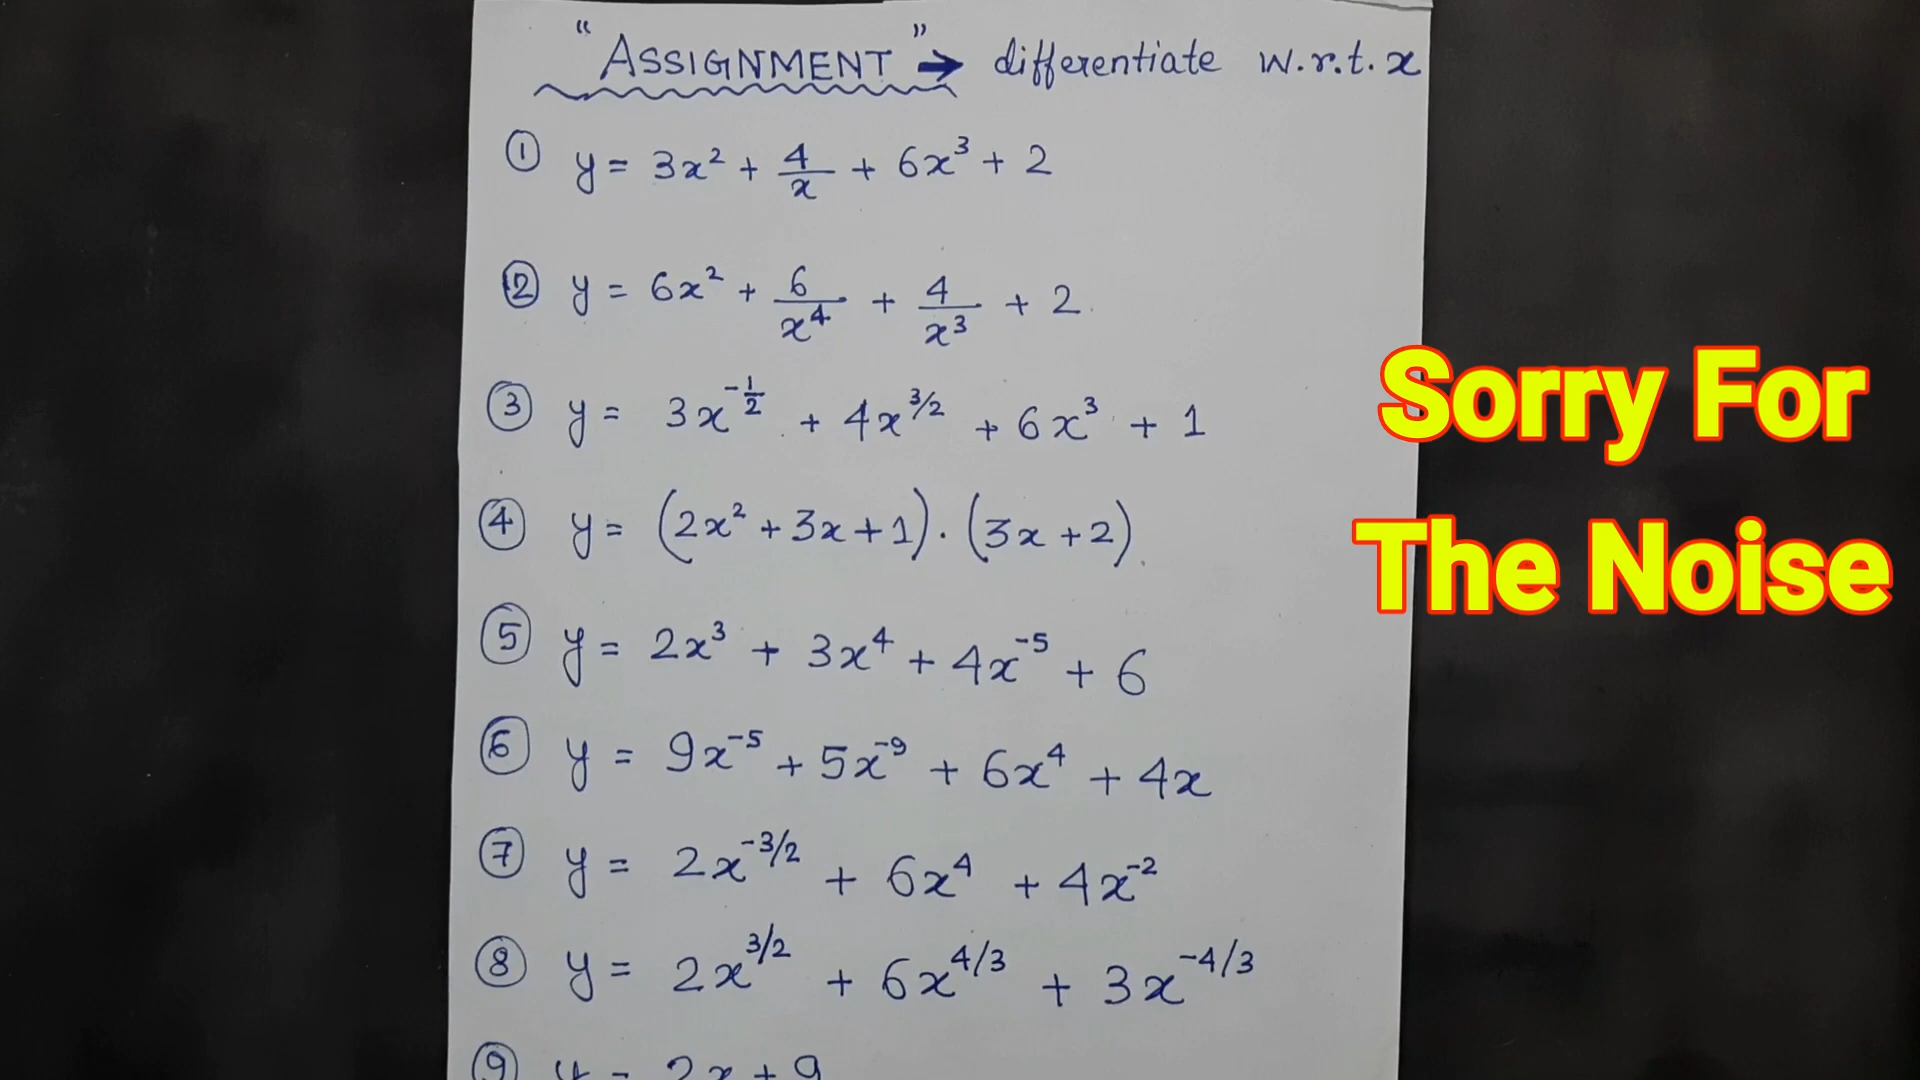 "ASSIGNMENT" → differentiate w.r.t. x
① y = 3x² + 4/x + 6x³ + 2
② y = 6x² + 6/x⁴ + 4/x³ + 2
③ y = 3x^(-1/2) + 4x^(3/2) + 6x³ + 1
④ y = (2x² + 3x + 1) . (3x + 2)
⑤ y = 2x³ + 3x⁴ + 4x⁻⁵ + 6
⑥ y = 9x⁻⁵ + 5x⁻⁹ + 6x⁴ + 4x
⑦ y = 2x^(-3/2) + 6x⁴ + 4x⁻²
⑧ y = 2x^(3/2) + 6x^(4/3) + 3x^(-4/3)
⑨ y = 2x + 9
Sorry For
The Noise